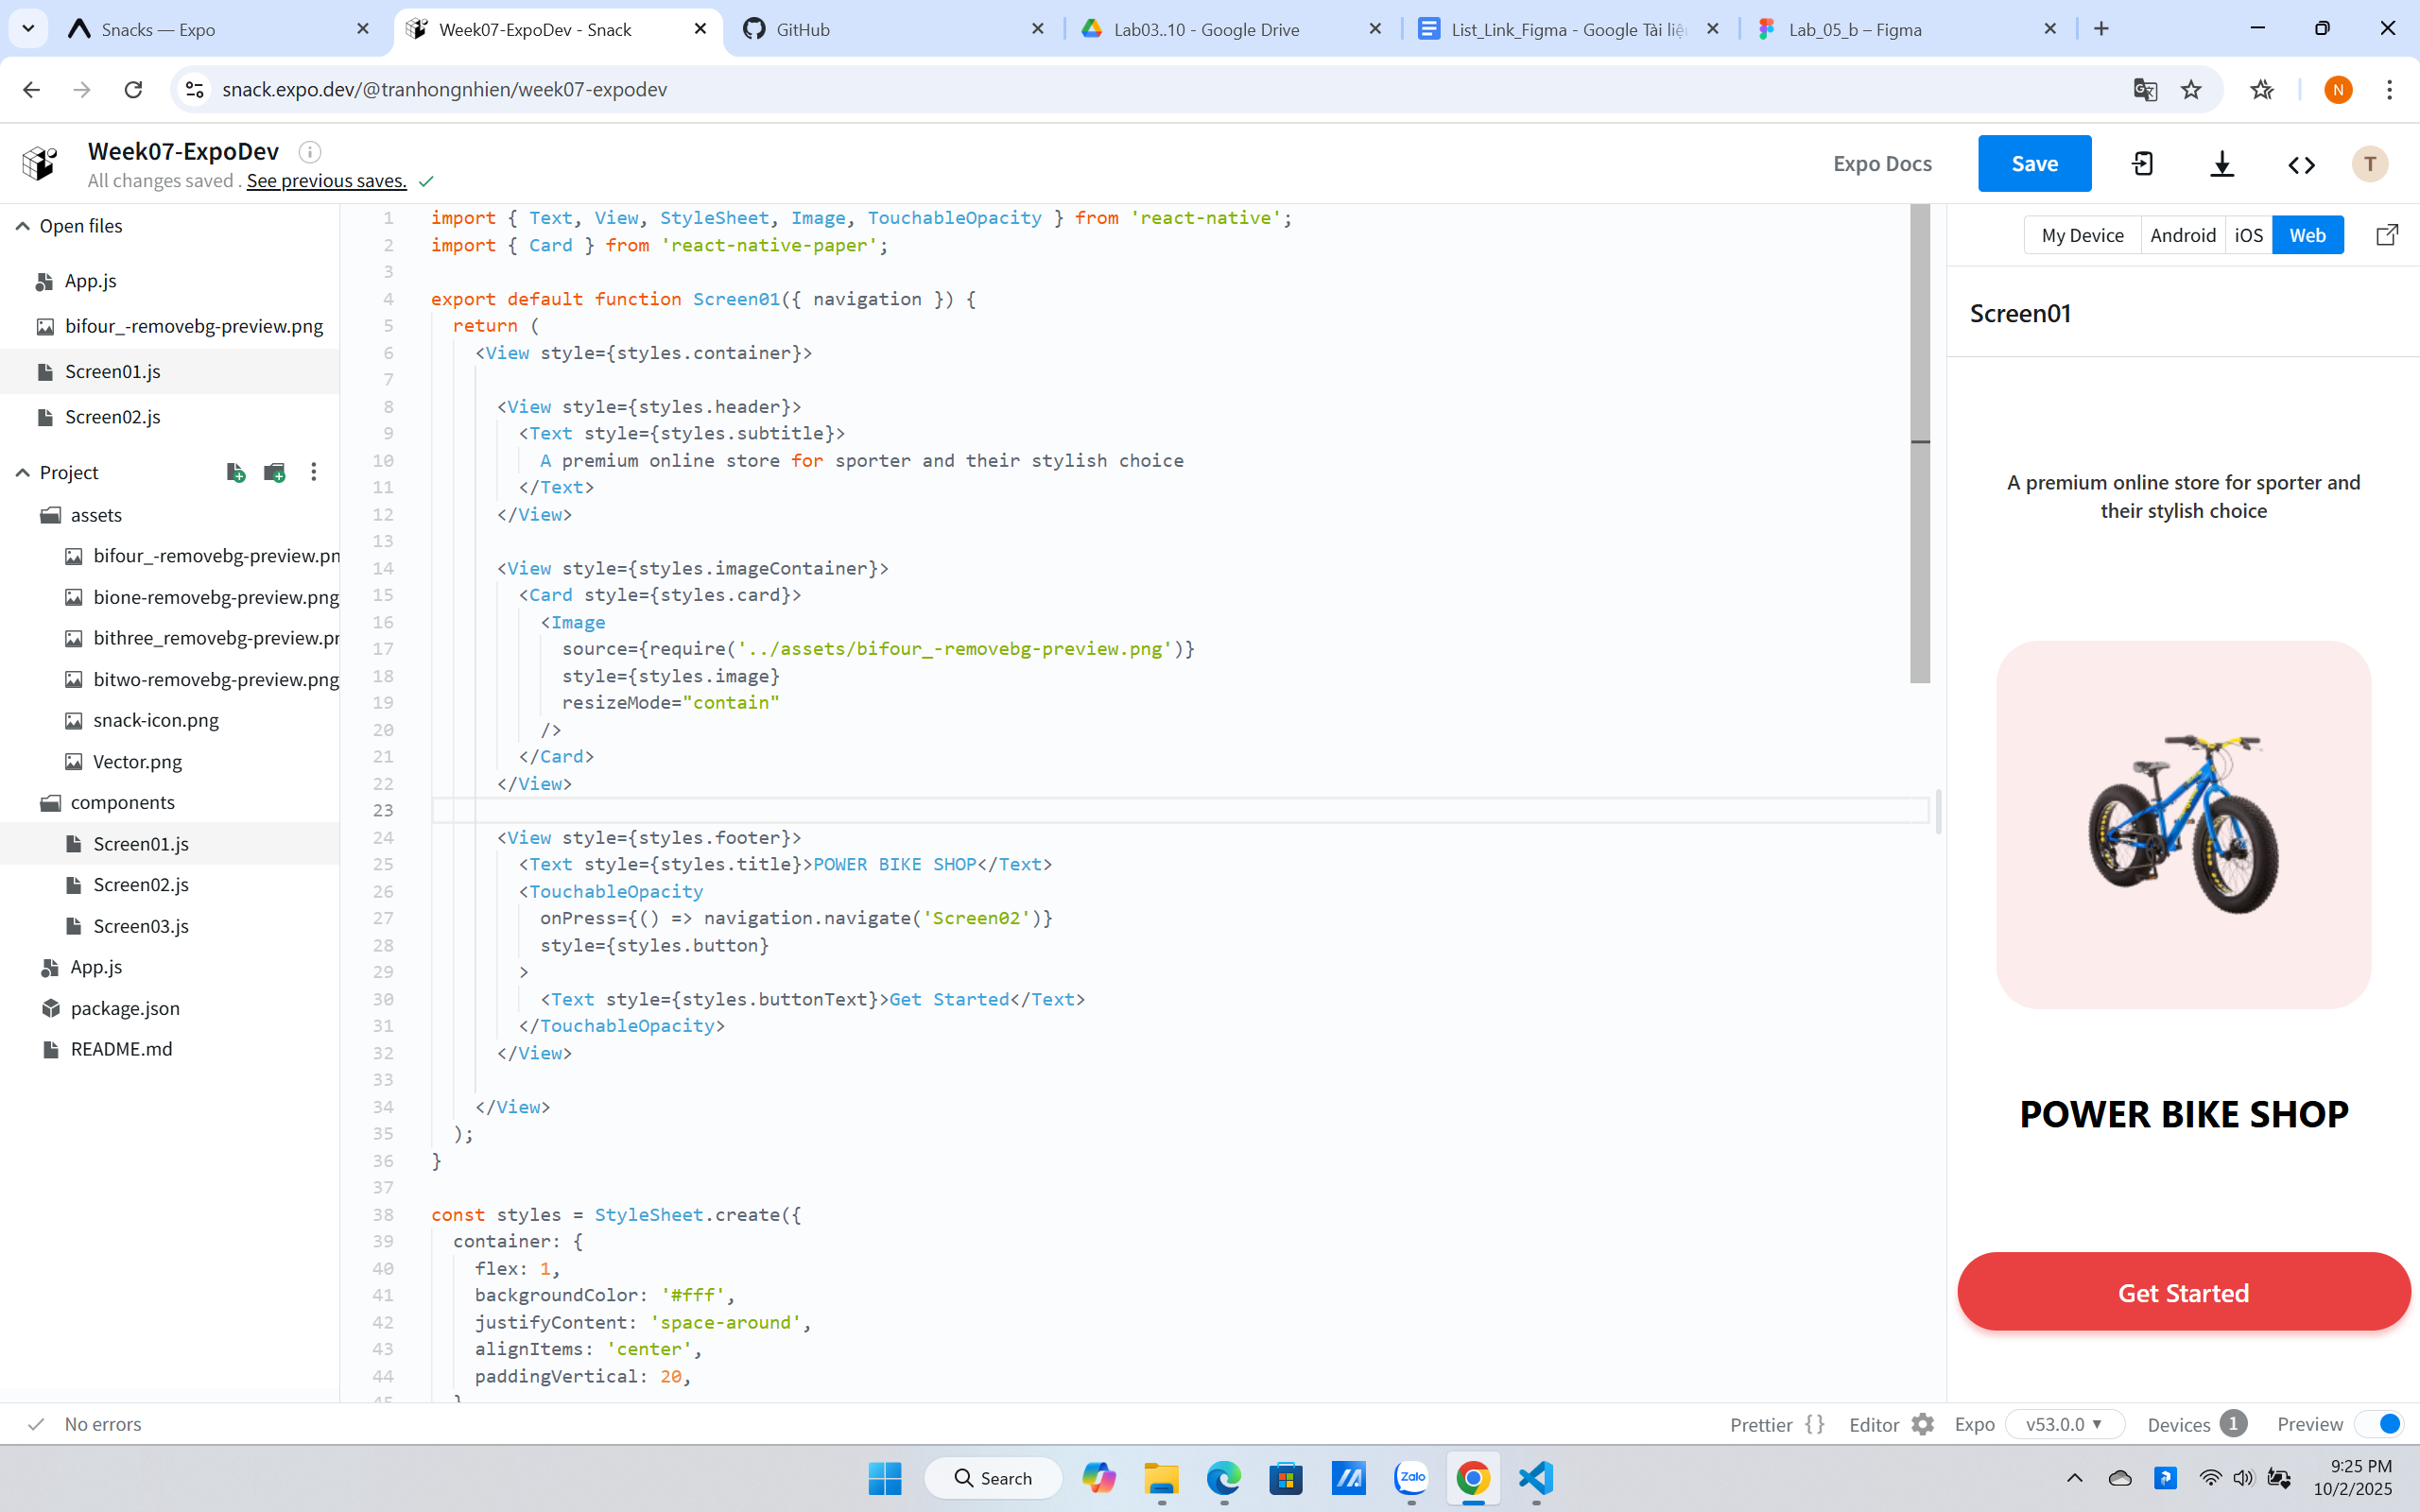 Snacks — Expo
Week07-ExpoDev - Snack
GitHub
Lab03..10 - Google Drive
List_Link_Figma - Google Tài liệu
Lab_05_b – Figma
snack.expo.dev/@tranhongnhien/week07-expodev
N
Week07-ExpoDev
All changes saved . See previous saves.
Expo Docs
Save
T
Open files
App.js
bifour_-removebg-preview.png
Screen01.js
Screen02.js
Project
assets
bifour_-removebg-preview.pn
bione-removebg-preview.png
bithree_removebg-preview.pr
bitwo-removebg-preview.png
snack-icon.png
Vector.png
components
Screen01.js
Screen02.js
Screen03.js
App.js
package.json
README.md
1 import { Text, View, StyleSheet, Image, TouchableOpacity } from 'react-native';
2 import { Card } from 'react-native-paper';
3
4 export default function Screen01({ navigation }) {
5 return (
6 <View style={styles.container}>
7
8 <View style={styles.header}>
9 <Text style={styles.subtitle}>
10 A premium online store for sporter and their stylish choice
11 </Text>
12 </View>
13
14 <View style={styles.imageContainer}>
15 <Card style={styles.card}>
16 <Image
17 source={require('../assets/bifour_-removebg-preview.png')}
18 style={styles.image}
19 resizeMode="contain"
20 />
21 </Card>
22 </View>
23
24 <View style={styles.footer}>
25 <Text style={styles.title}>POWER BIKE SHOP</Text>
26 <TouchableOpacity
27 onPress={() => navigation.navigate('Screen02')}
28 style={styles.button}
29 >
30 <Text style={styles.buttonText}>Get Started</Text>
31 </TouchableOpacity>
32 </View>
33
34 </View>
35 );
36 }
37
38 const styles = StyleSheet.create({
39 container: {
40 flex: 1,
41 backgroundColor: '#fff',
42 justifyContent: 'space-around',
43 alignItems: 'center',
44 paddingVertical: 20,
My Device
Android
iOS
Web
Screen01
A premium online store for sporter and
their stylish choice
POWER BIKE SHOP
Get Started
No errors
Prettier {}
Editor
Expo
v53.0.0
Devices 1
Preview
Search
Zalo
9:25 PM
10/2/2025